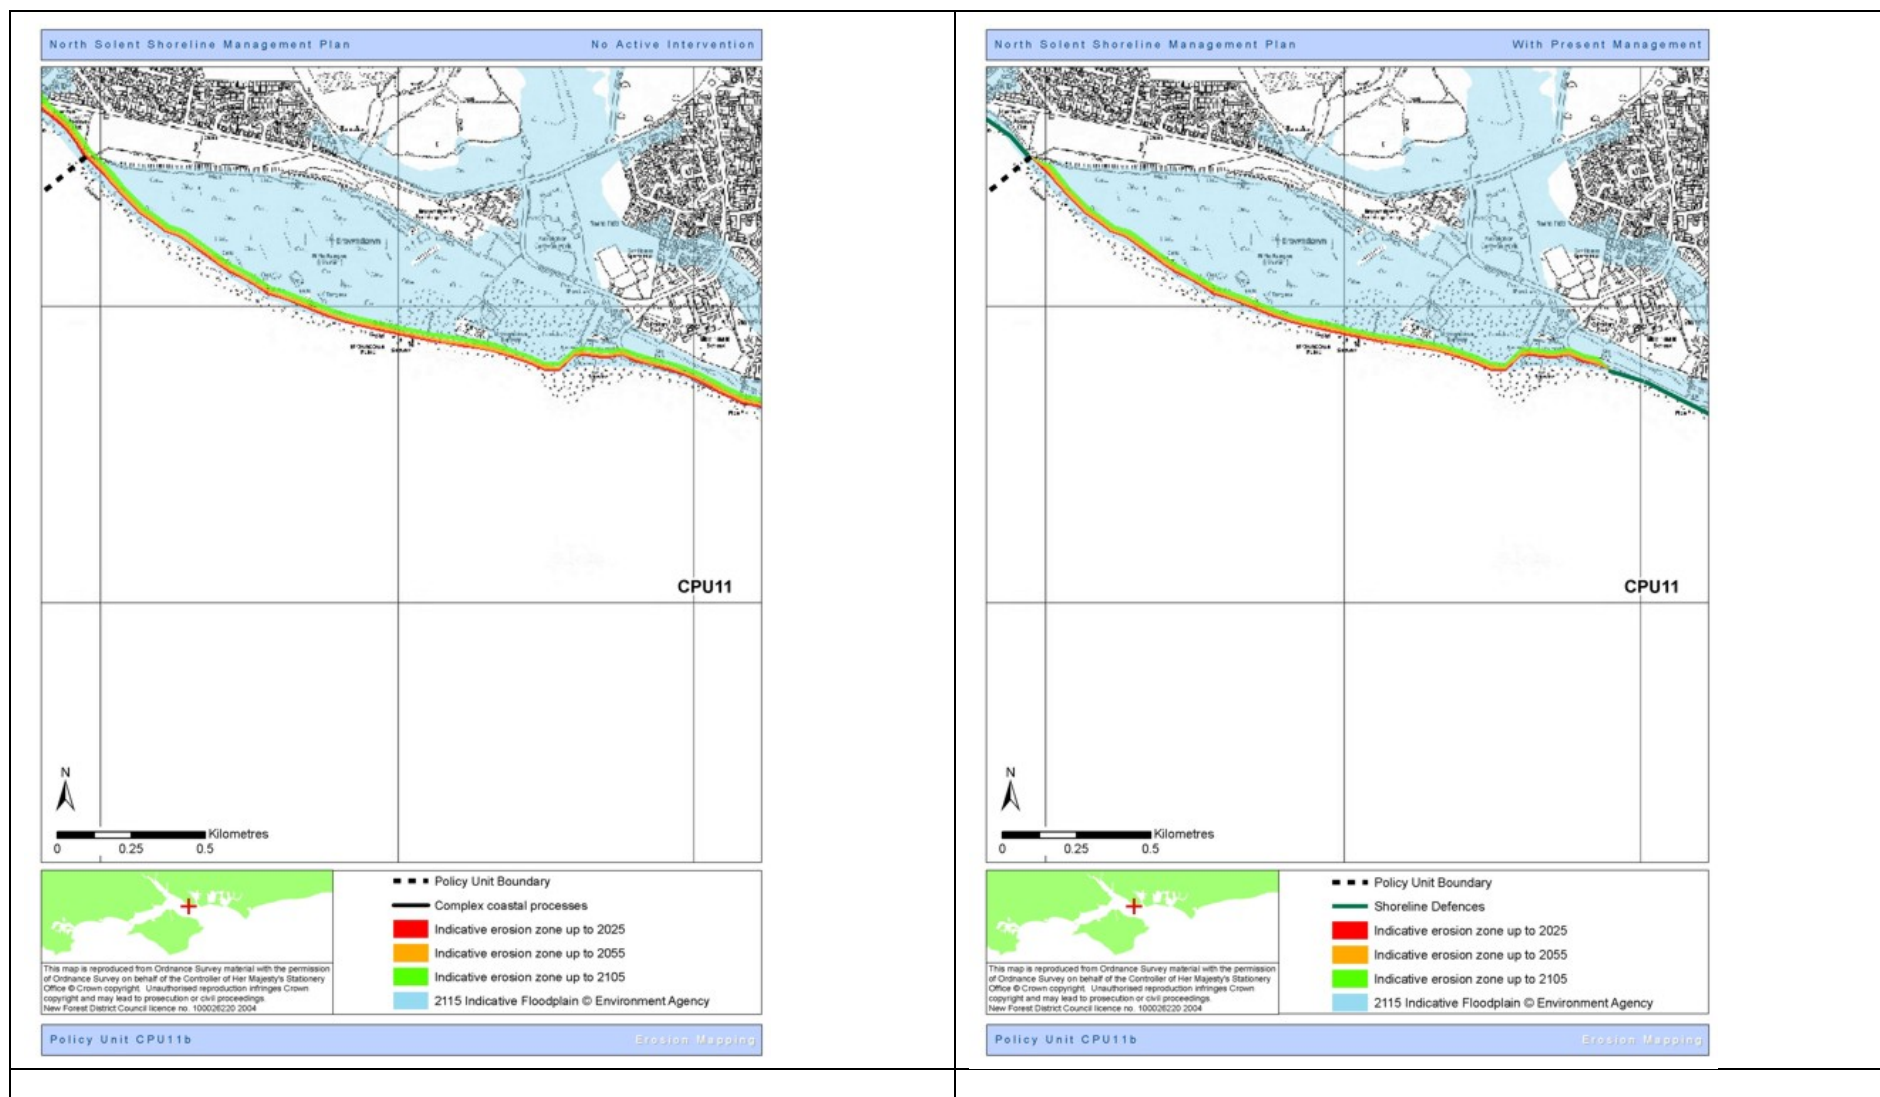 North Solent Shoreline Management Plan No Active Intervention
CPU11
N
Kilometres
0 0.25 0.5
Policy Unit Boundary
Complex coastal processes
Indicative erosion zone up to 2025
Indicative erosion zone up to 2055
Indicative erosion zone up to 2105
2115 Indicative Floodplain © Environment Agency
This map is reproduced from Ordnance Survey material with the permission
of Ordnance Survey on behalf of the Controller of Her Majesty's Stationery
Office © Crown copyright. Unauthorised reproduction infringes Crown
copyright and may lead to prosecution or civil proceedings.
New Forest District Council licence no. 100026220 2004
Policy Unit CPU11b Erosion Mapping
North Solent Shoreline Management Plan With Present Management
CPU11
N
Kilometres
0 0.25 0.5
Policy Unit Boundary
Shoreline Defences
Indicative erosion zone up to 2025
Indicative erosion zone up to 2055
Indicative erosion zone up to 2105
2115 Indicative Floodplain © Environment Agency
This map is reproduced from Ordnance Survey material with the permission
of Ordnance Survey on behalf of the Controller of Her Majesty's Stationery
Office © Crown copyright. Unauthorised reproduction infringes Crown
copyright and may lead to prosecution or civil proceedings.
New Forest District Council licence no. 100026220 2004
Policy Unit CPU11b Erosion Mapping